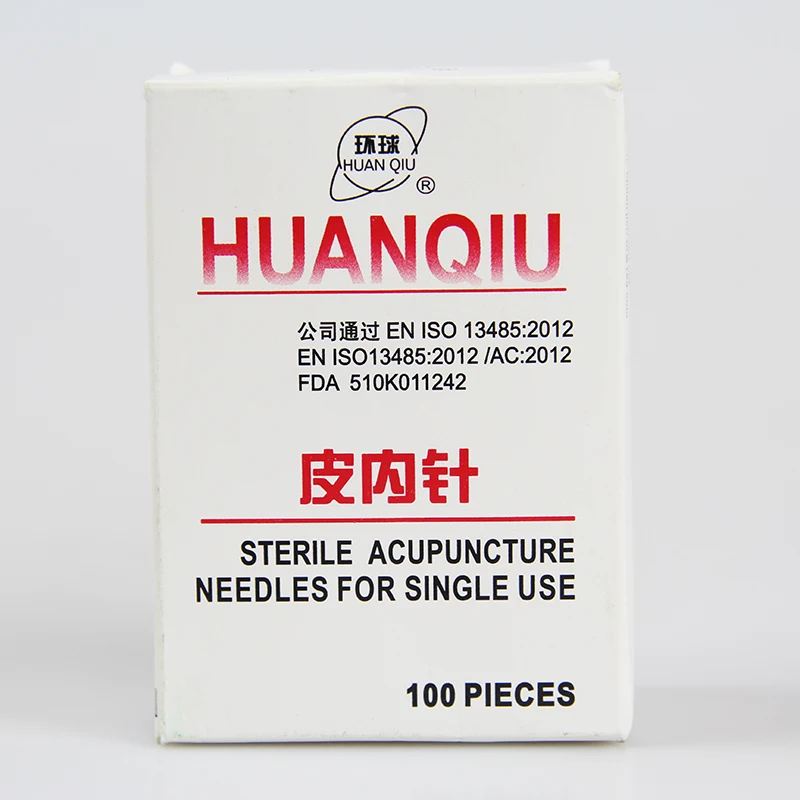 环球
HUAN QIU
®
HUANQIU
公司通过 EN ISO 13485:2012
EN ISO13485:2012 /AC:2012
FDA 510K011242
皮内针
STERILE ACUPUNCTURE
NEEDLES FOR SINGLE USE
100 PIECES